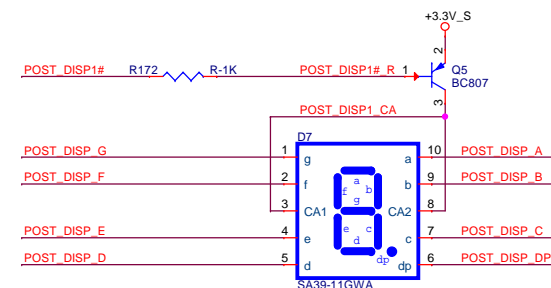 +3.3V_S
2
POST_DISP1# R172 R-1K POST_DISP1#_R 1 Q5
BC807
3
POST_DISP1_CA
D7
POST_DISP_G 1 g a 10 POST_DISP_A
POST_DISP_F 2 f b 9 POST_DISP_B
3 CA1 CA2 8
POST_DISP_E 4 e c 7 POST_DISP_C
POST_DISP_D 5 d dp 6 POST_DISP_DP
a
f b
g
e c
d
dp
SA39-11GWA